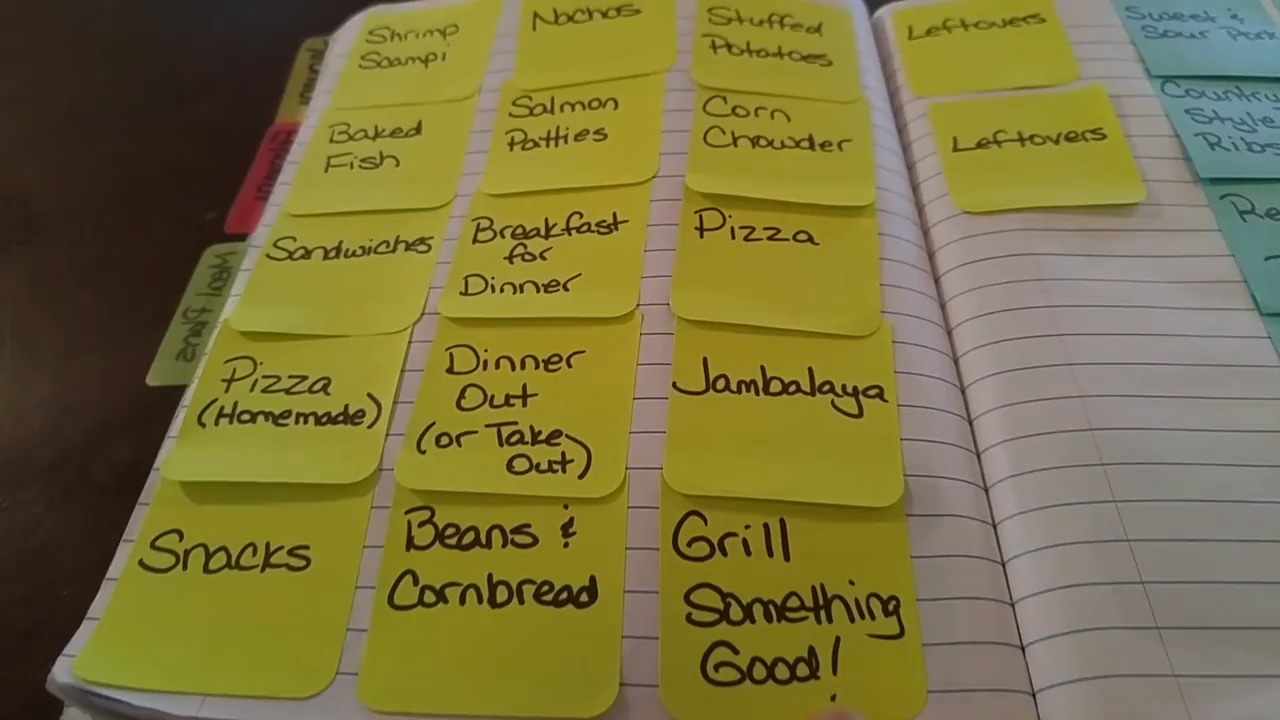 Shrimp
Scampi
Nachos
Stuffed
Potatoes
Leftovers
Sweet &
Sour Pork
Baked
Fish
Salmon
Patties
Corn
Chowder
Leftovers
Country
Style
Ribs
Sandwiches
Breakfast
for
Dinner
Pizza
Pizza
(Homemade)
Dinner
Out
(or Take
Out)
Jambalaya
Snacks
Beans &
Cornbread
Grill
Something
Good!